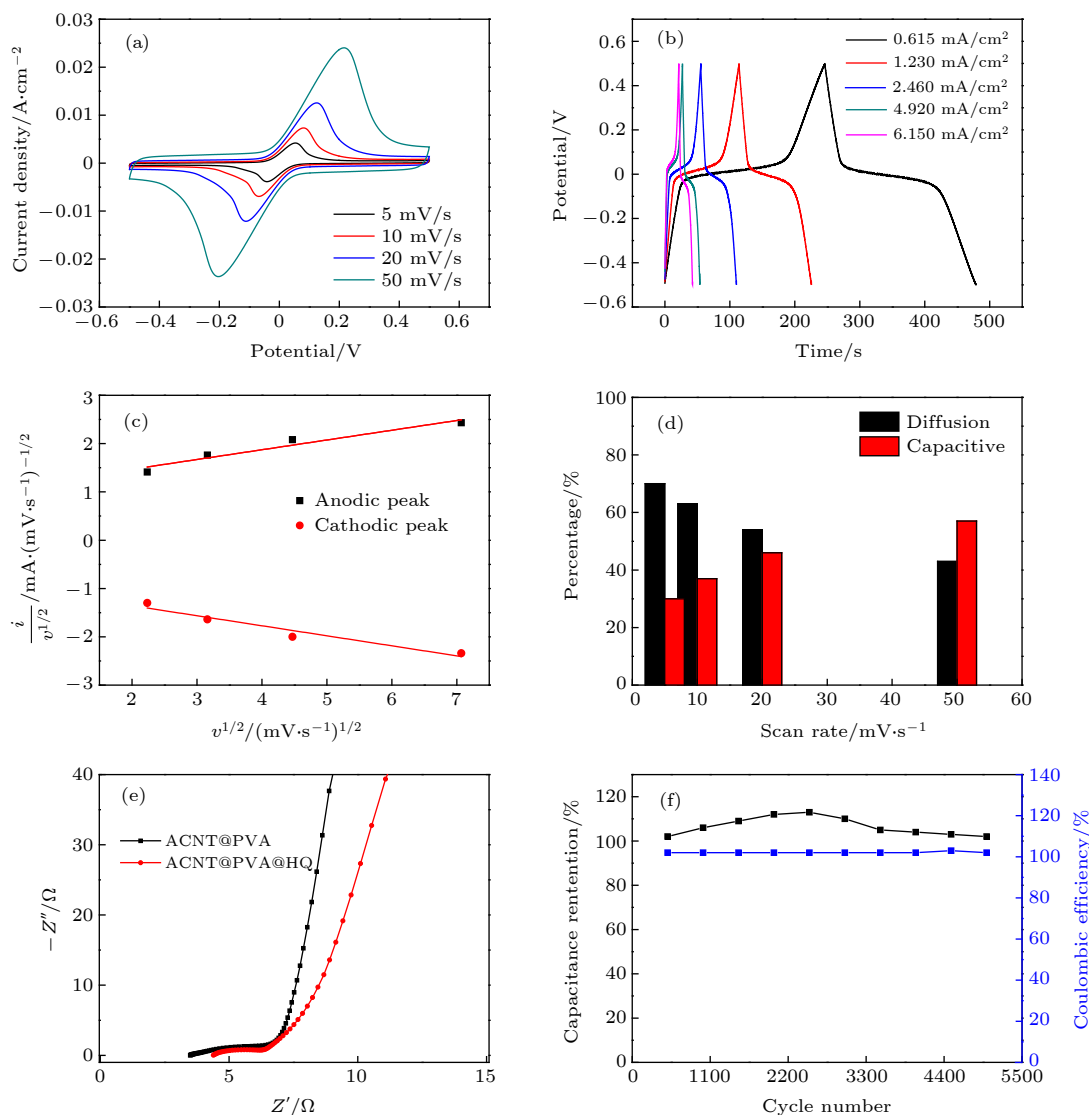 (a)
0.03
0.02
0.01
0
−0.01
−0.02
−0.03
Current density/A·cm⁻²
5 mV/s
10 mV/s
20 mV/s
50 mV/s
−0.6 −0.4 −0.2 0 0.2 0.4 0.6
Potential/V
(b)
0.6
0.4
0.2
0
−0.2
−0.4
−0.6
Potential/V
0.615 mA/cm²
1.230 mA/cm²
2.460 mA/cm²
4.920 mA/cm²
6.150 mA/cm²
0 100 200 300 400 500
Time/s
(c)
3
2
1
0
−1
−2
−3
i/v^{1/2} /mA·(mV·s⁻¹)^{−1/2}
Anodic peak
Cathodic peak
2 3 4 5 6 7
v^{1/2}/(mV·s⁻¹)^{1/2}
(d)
100
80
60
40
20
0
Percentage/%
Diffusion
Capacitive
0 10 20 30 40 50 60
Scan rate/mV·s⁻¹
(e)
40
30
20
10
0
−Z″/Ω
ACNT@PVA
ACNT@PVA@HQ
0 5 10 15
Z′/Ω
(f)
120
100
80
60
40
20
0
Capacitance rentention/%
140
120
100
80
60
40
20
0
Coulombic efficiency/%
0 1100 2200 3300 4400 5500
Cycle number